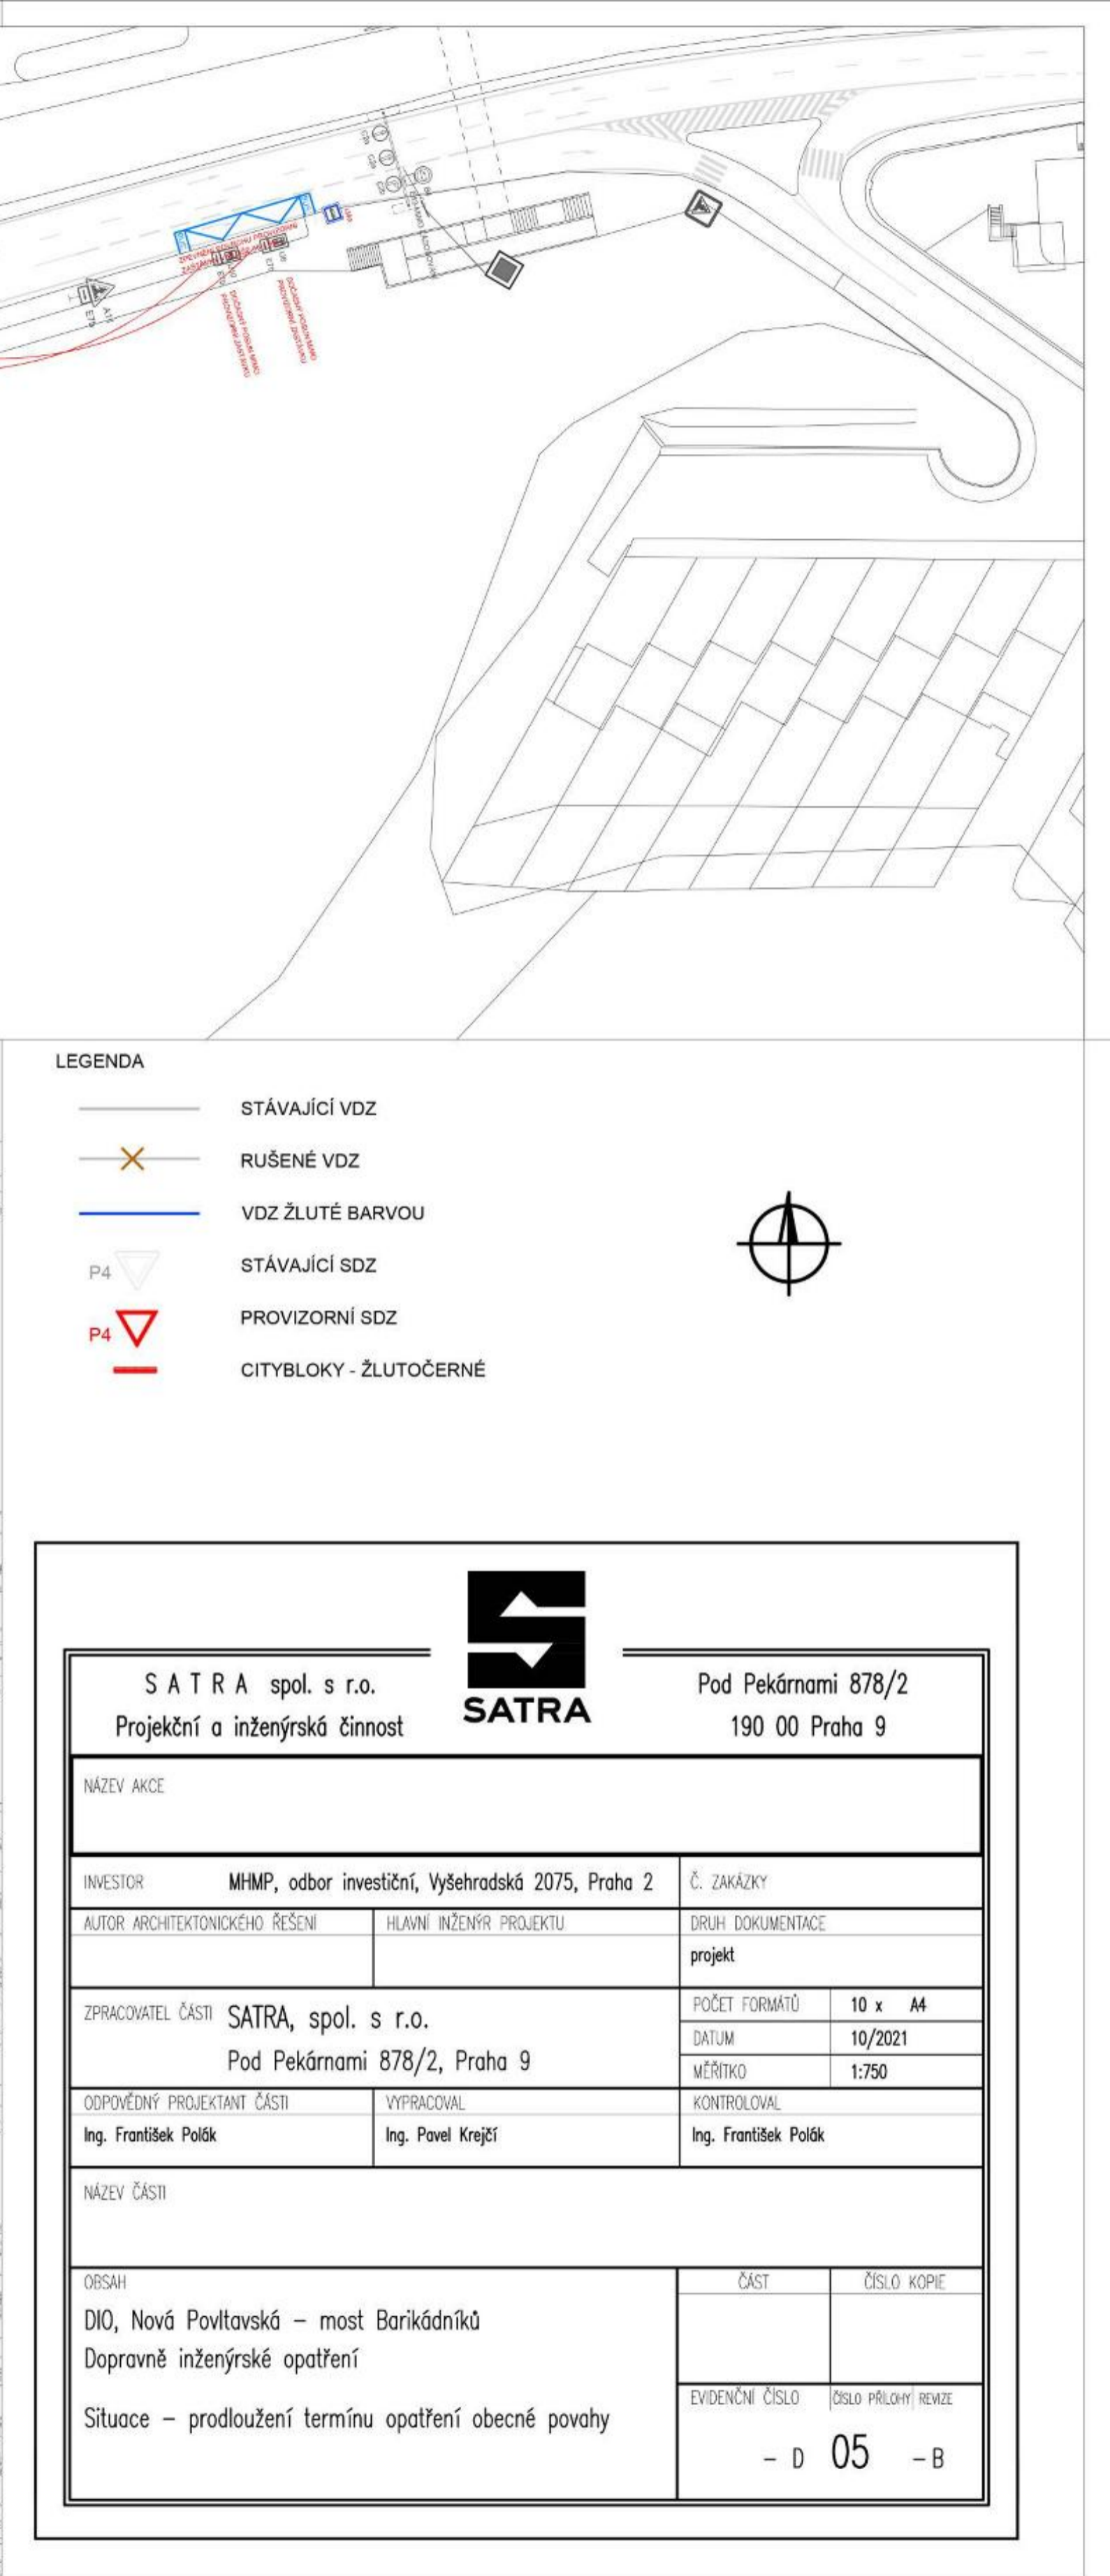 C2a
C2a
E7b
A15
LEGENDA
STÁVAJÍCÍ VDZ
RUŠENÉ VDZ
VDZ ŽLUTÉ BARVOU
P4 STÁVAJÍCÍ SDZ
P4 PROVIZORNÍ SDZ
CITYBLOKY - ŽLUTOČERNÉ
SATRA spol. s r.o.
Projekční a inženýrská činnost
SATRA
Pod Pekárnami 878/2
190 00 Praha 9
NÁZEV AKCE
INVESTOR MHMP, odbor investiční, Vyšehradská 2075, Praha 2
Č. ZAKÁZKY
AUTOR ARCHITEKTONICKÉHO ŘEŠENÍ
HLAVNÍ INŽENÝR PROJEKTU
DRUH DOKUMENTACE
projekt
ZPRACOVATEL ČÁSTI SATRA, spol. s r.o.
Pod Pekárnami 878/2, Praha 9
POČET FORMÁTŮ 10 x A4
DATUM 10/2021
MĚŘÍTKO 1:750
ODPOVĚDNÝ PROJEKTANT ČÁSTI
Ing. František Polák
VYPRACOVAL
Ing. Pavel Krejčí
KONTROLOVAL
Ing. František Polák
NÁZEV ČÁSTI
OBSAH
DIO, Nová Povltavská – most Barikádníků
Dopravně inženýrské opatření
Situace – prodloužení termínu opatření obecné povahy
ČÁST
ČÍSLO KOPIE
EVIDENČNÍ ČÍSLO
ČÍSLO PŘÍLOHY
REVIZE
– D 05 – B